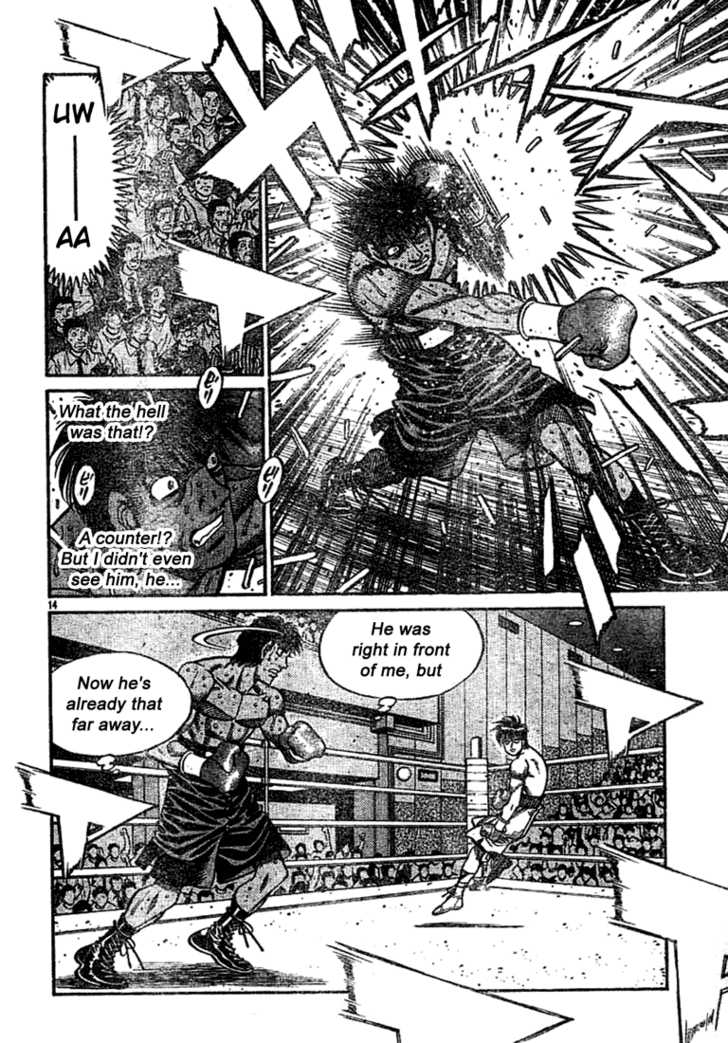 UW
AA
What the hell
was that!?
A counter!?
But I didn't even
see him, he...
14
He was
right in front
of me, but
Now he's
already that
far away...